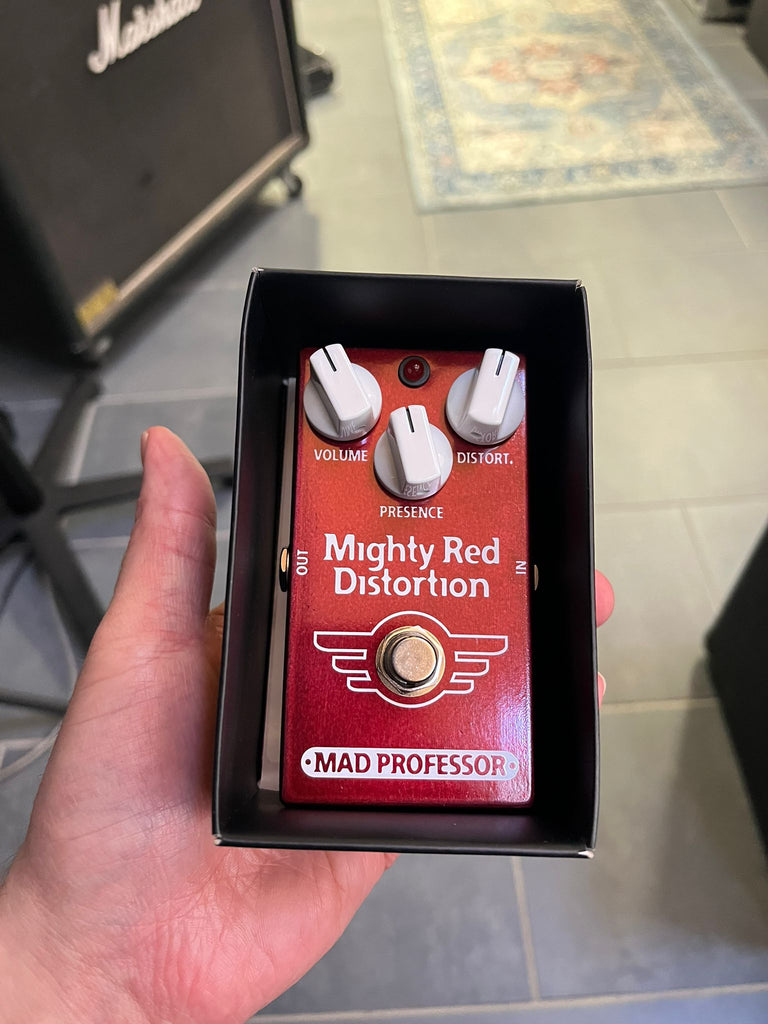 Marshall
VOLUME
DISTORT.
PRESENCE
OUT
IN
Mighty Red
Distortion
MAD PROFESSOR